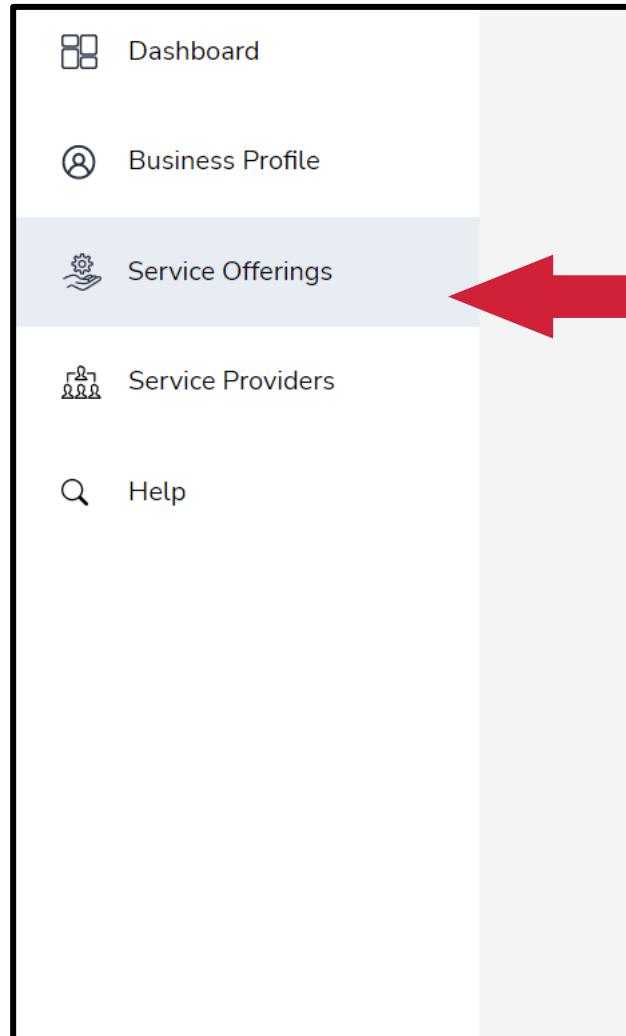 Dashboard
Business Profile
Service Offerings
Service Providers
Help